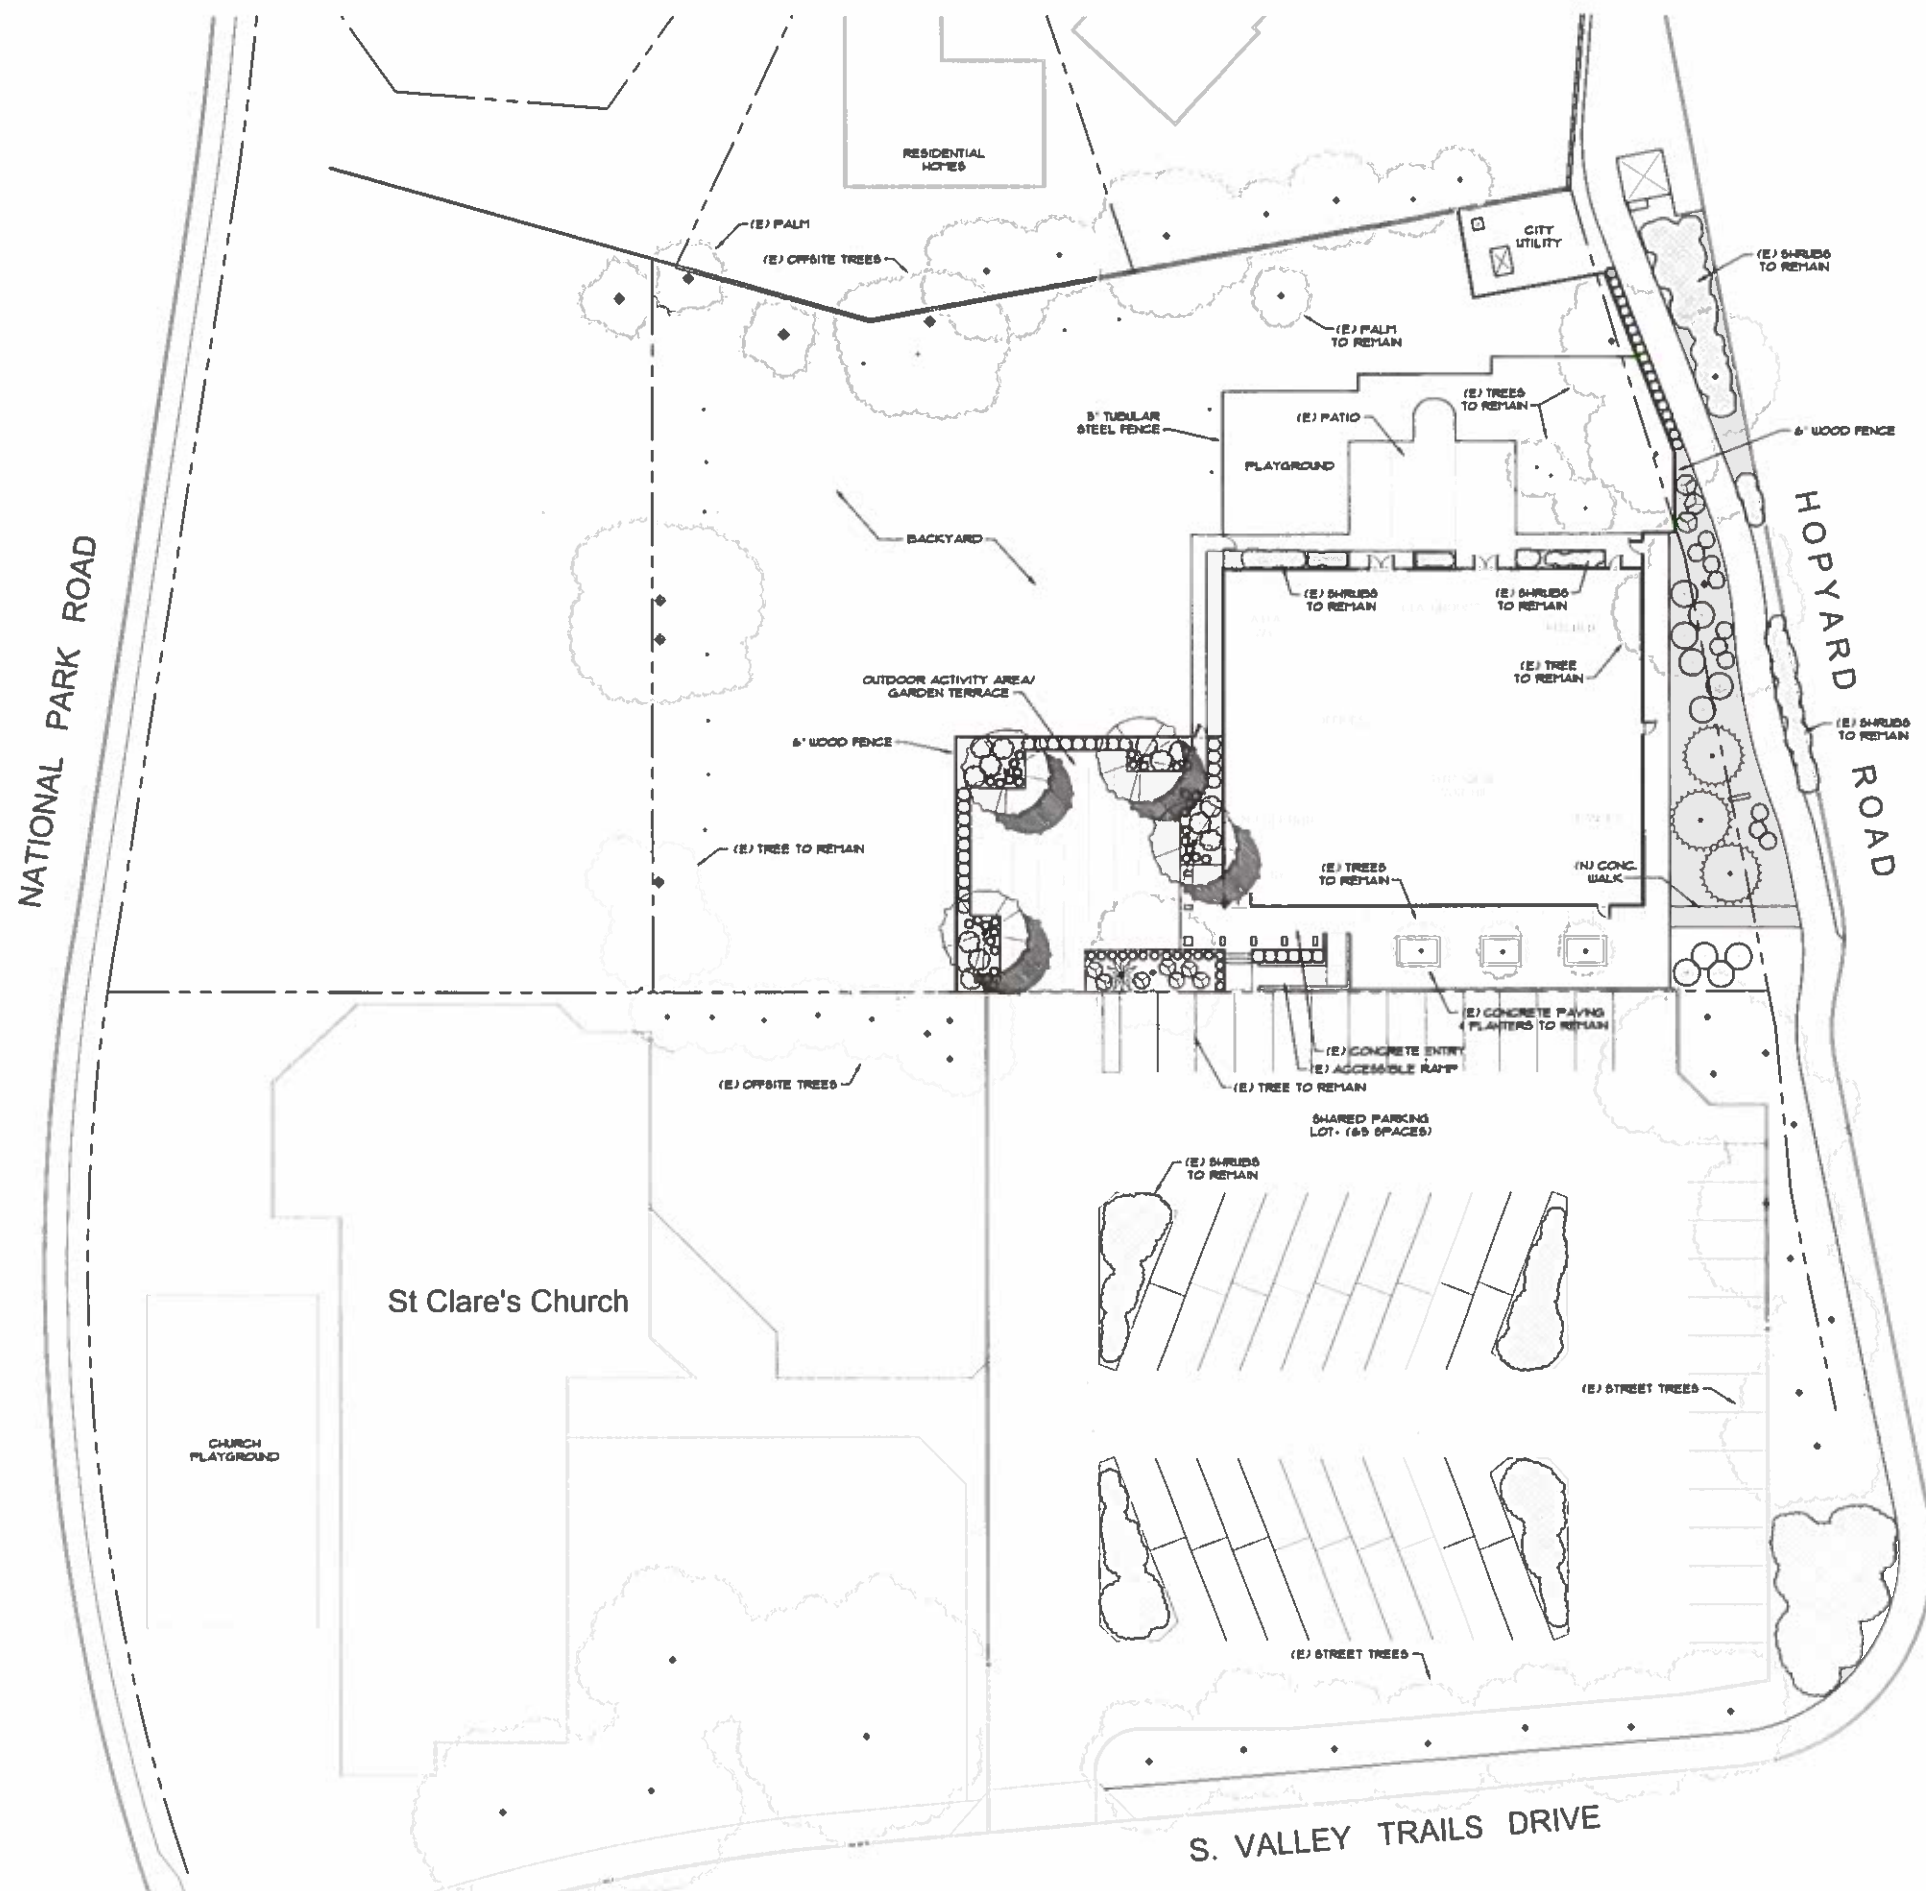 RESIDENTIAL
HOMES
(E) PALM
(E) OFFSITE TREES
CITY
UTILITY
(E) SHRUBS
TO REMAIN
(E) PALM
TO REMAIN
(E) TREES
TO REMAIN
5' TUBULAR
STEEL FENCE
(E) PATIO
6' WOOD FENCE
PLAYGROUND
HOPYARD ROAD
BACKYARD
NATIONAL PARK ROAD
(E) SHRUBS
TO REMAIN
(E) SHRUBS
TO REMAIN
(E) TREE
TO REMAIN
OUTDOOR ACTIVITY AREA/
GARDEN TERRACE
6' WOOD FENCE
(E) SHRUBS
TO REMAIN
(E) TREE TO REMAIN
(E) TREES
TO REMAIN
(N) CONC.
WALK
(E) CONCRETE PAVING
& PLANTERS TO REMAIN
(E) CONCRETE ENTRY
(E) ACCESSIBLE RAMP
(E) TREE TO REMAIN
(E) OFFSITE TREES
SHARED PARKING
LOT- (65 SPACES)
(E) SHRUBS
TO REMAIN
St Clare's Church
(E) STREET TREES
CHURCH
PLAYGROUND
(E) STREET TREES
S. VALLEY TRAILS DRIVE